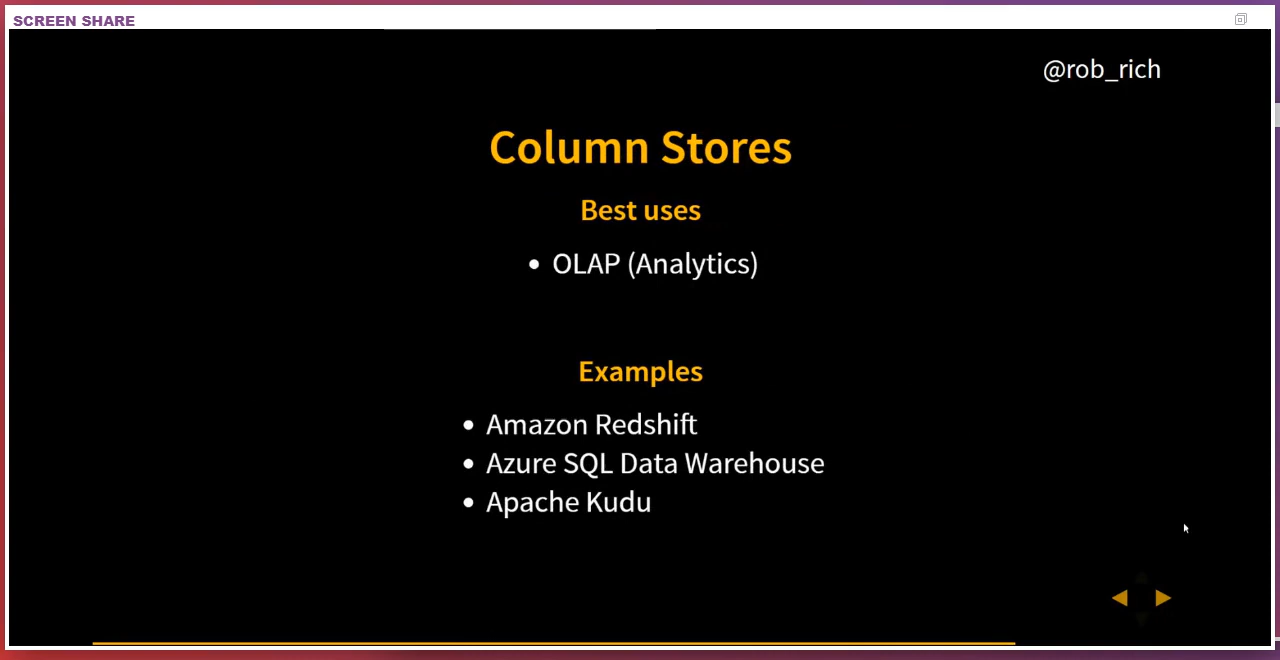 SCREEN SHARE
@rob_rich
Column Stores
Best uses
• OLAP (Analytics)
Examples
• Amazon Redshift
• Azure SQL Data Warehouse
• Apache Kudu